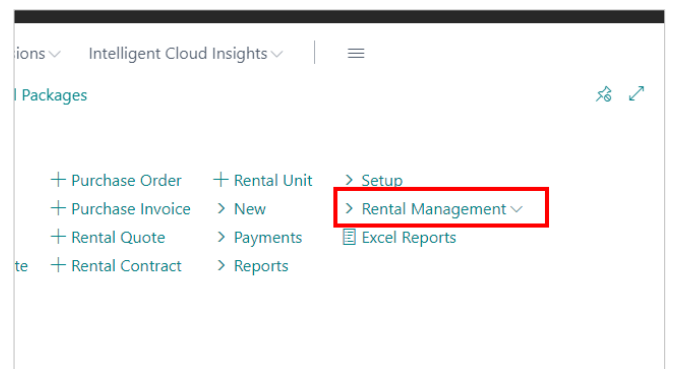 ions Intelligent Cloud Insights
l Packages
+ Purchase Order + Rental Unit > Setup
+ Purchase Invoice > New > Rental Management
+ Rental Quote > Payments Excel Reports
te + Rental Contract > Reports